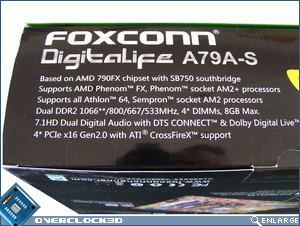 FOXCONN®
DigitaLife A79A-S
Based on AMD 790FX chipset with SB750 southbridge
Supports AMD Phenom™ FX, Phenom™ socket AM2+ processors
Supports all Athlon™ 64, Sempron™ socket AM2 processors
Dual DDR2 1066**/800/667/533MHz, 4* DIMMs, 8GB Max.
7.1HD Dual Digital Audio with DTS CONNECT™ & Dolby Digital Live™
4* PCIe x16 Gen2.0 with ATI® CrossFireX™ support
OVERCLOCK3D
ENLARGE